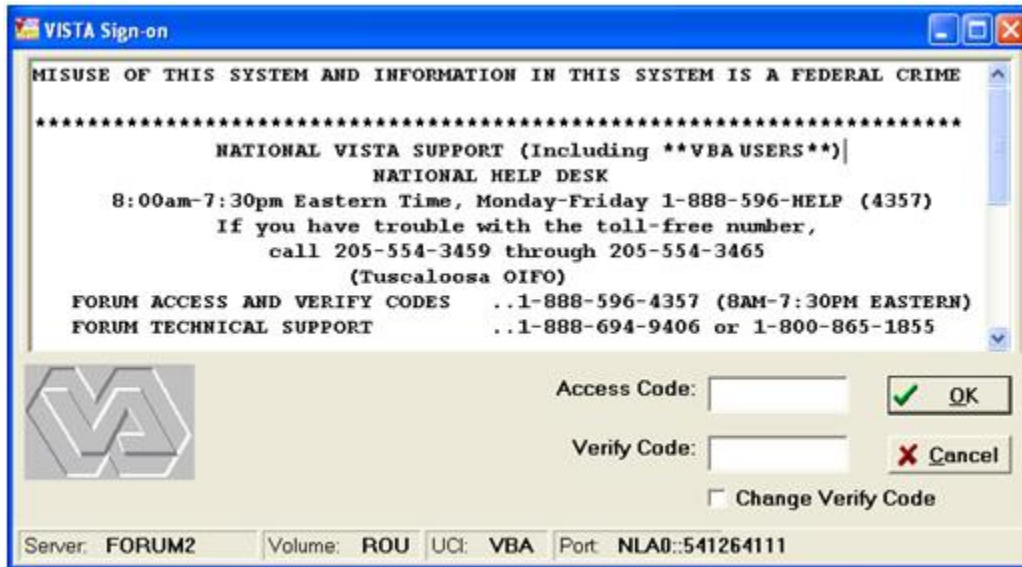 VISTA Sign-on
MISUSE OF THIS SYSTEM AND INFORMATION IN THIS SYSTEM IS A FEDERAL CRIME
***********************************************************************
NATIONAL VISTA SUPPORT (Including **VBA USERS**)
NATIONAL HELP DESK
8:00am-7:30pm Eastern Time, Monday-Friday 1-888-596-HELP (4357)
If you have trouble with the toll-free number,
call 205-554-3459 through 205-554-3465
(Tuscaloosa OIFO)
FORUM ACCESS AND VERIFY CODES ..1-888-596-4357 (8AM-7:30PM EASTERN)
FORUM TECHNICAL SUPPORT ..1-888-694-9406 or 1-800-865-1855
VA
Access Code:
OK
Verify Code:
Cancel
Change Verify Code
Server: FORUM2 Volume: ROU UCI: VBA Port: NLA0::541264111